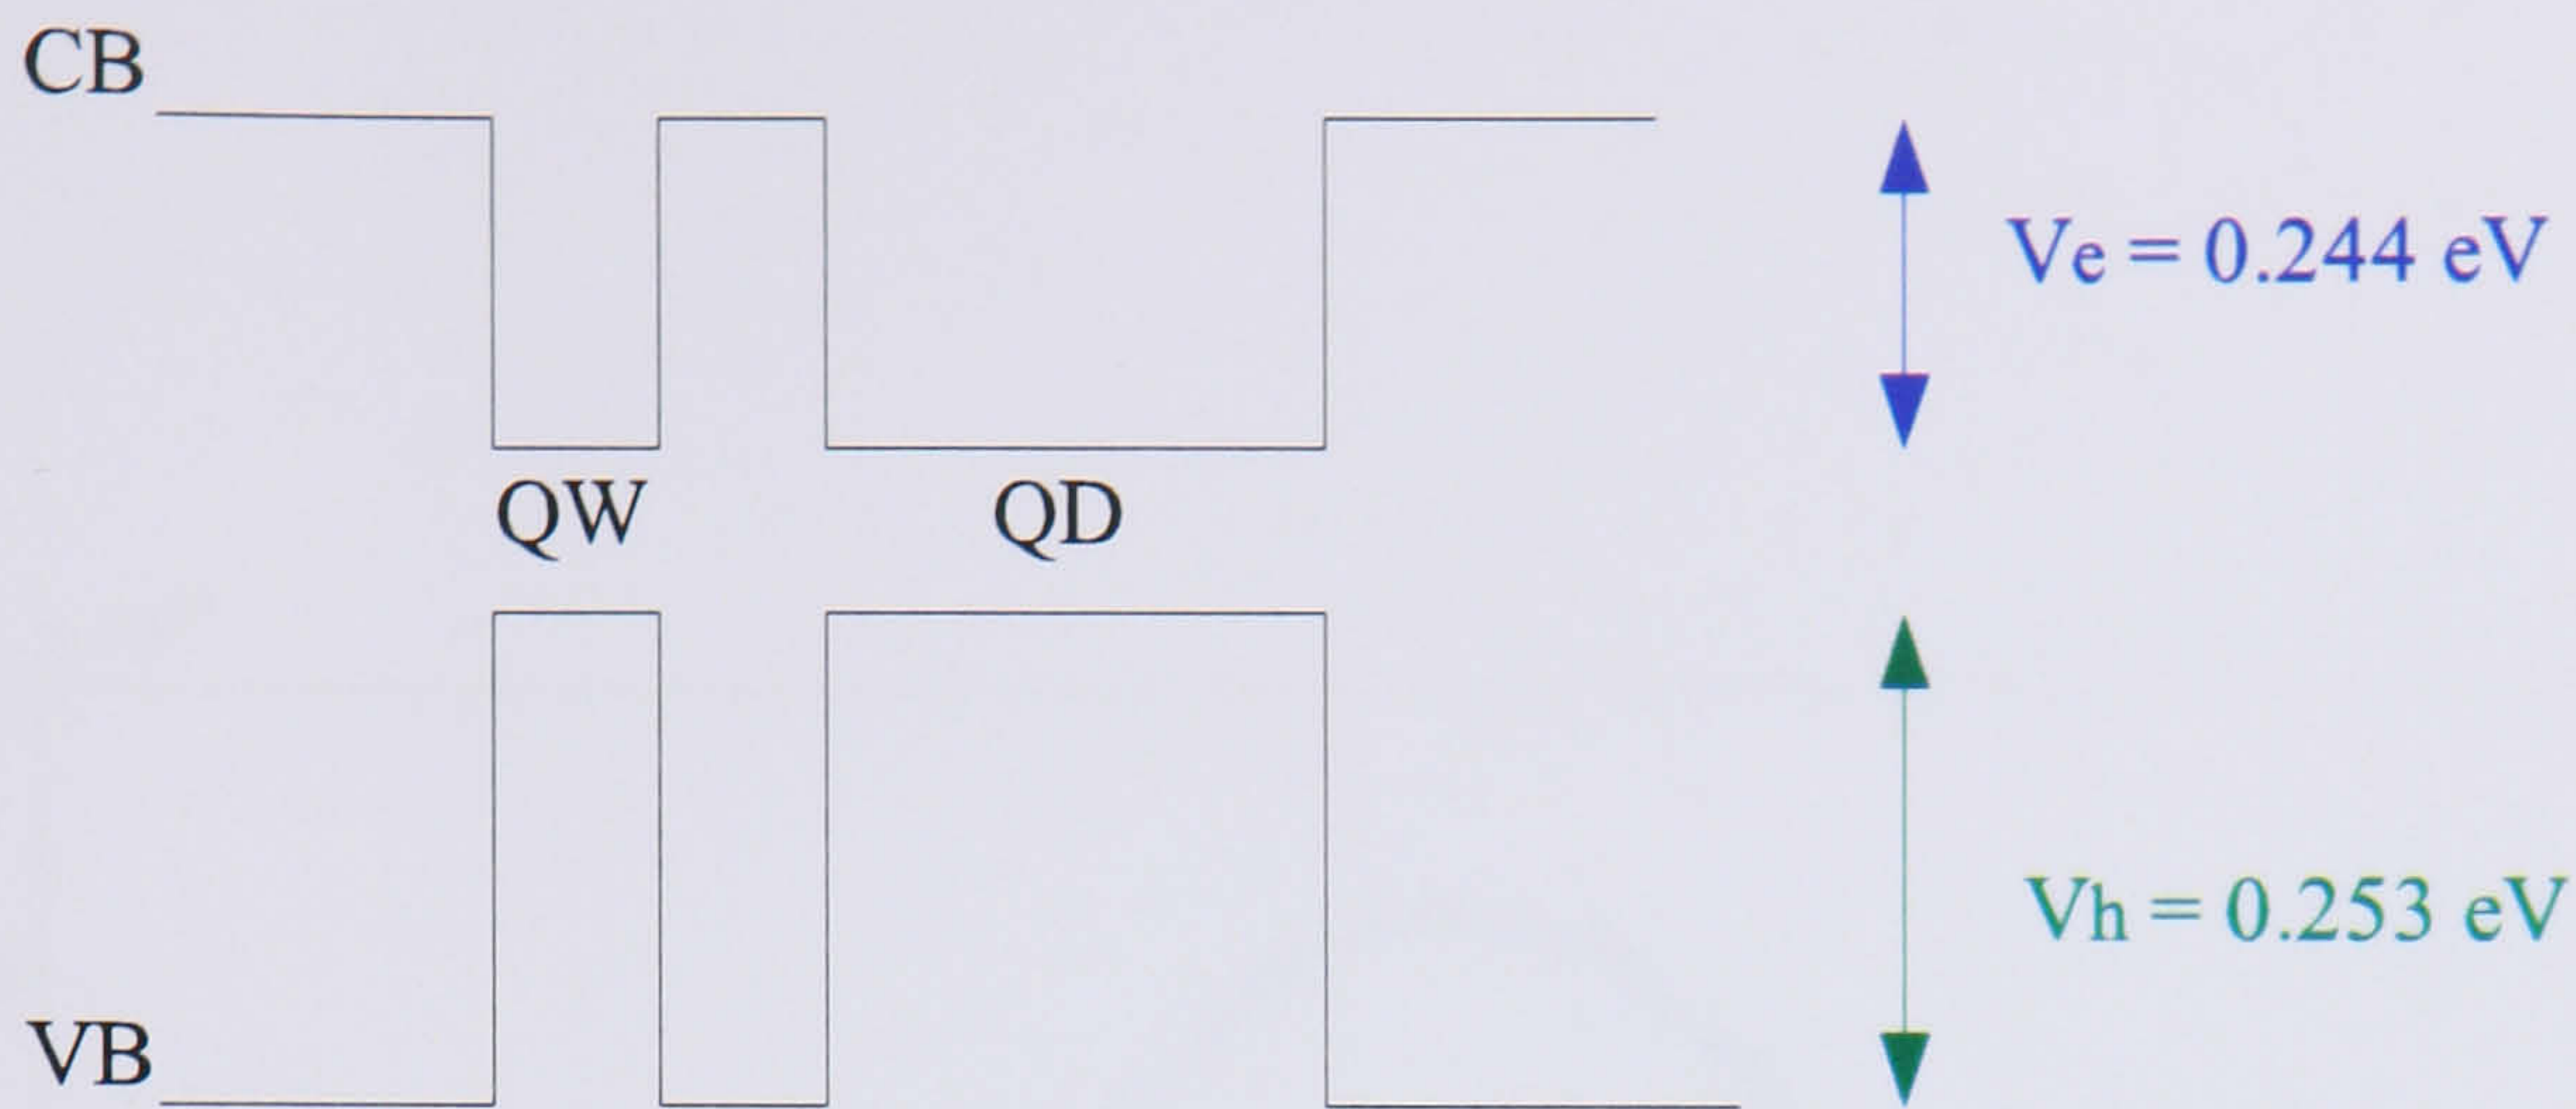 CB
Ve = 0.244 eV
QW
QD
Vh = 0.253 eV
VB